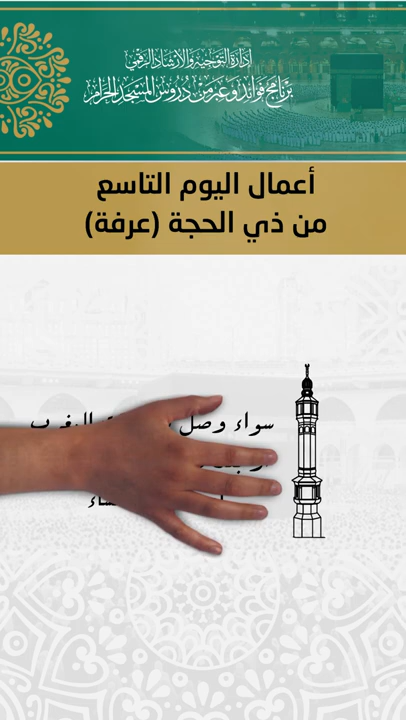 إدارة التوجيه والإرشاد الرقمي
برنامج فوائد وعبر من دروس المسجد الحرام
أعمال اليوم التاسع
من ذي الحجة (عرفة)
سواء وصل المغرب